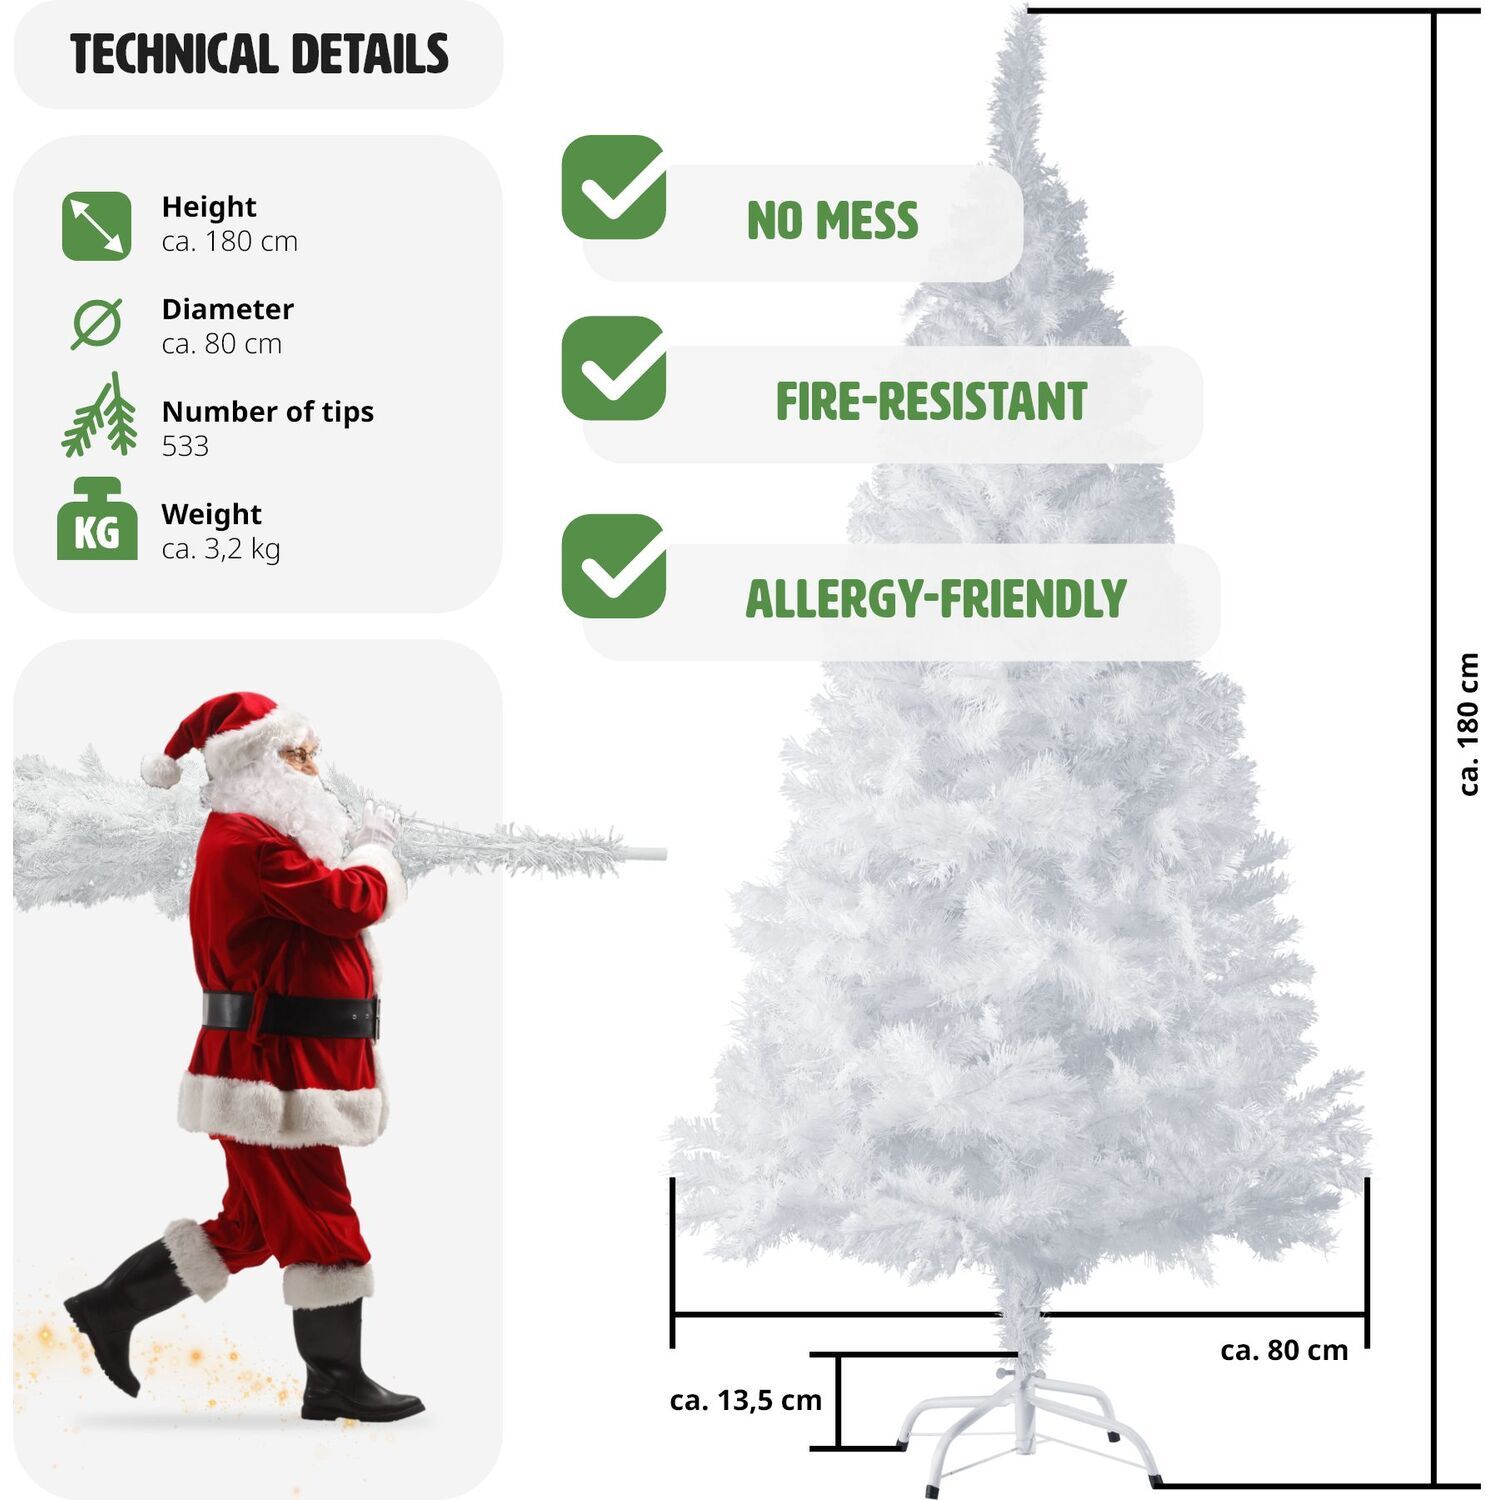 TECHNICAL DETAILS
Height
ca. 180 cm
Diameter
ca. 80 cm
Number of tips
533
KG
Weight
ca. 3,2 kg
NO MESS
FIRE-RESISTANT
ALLERGY-FRIENDLY
ca. 180 cm
ca. 80 cm
ca. 13,5 cm